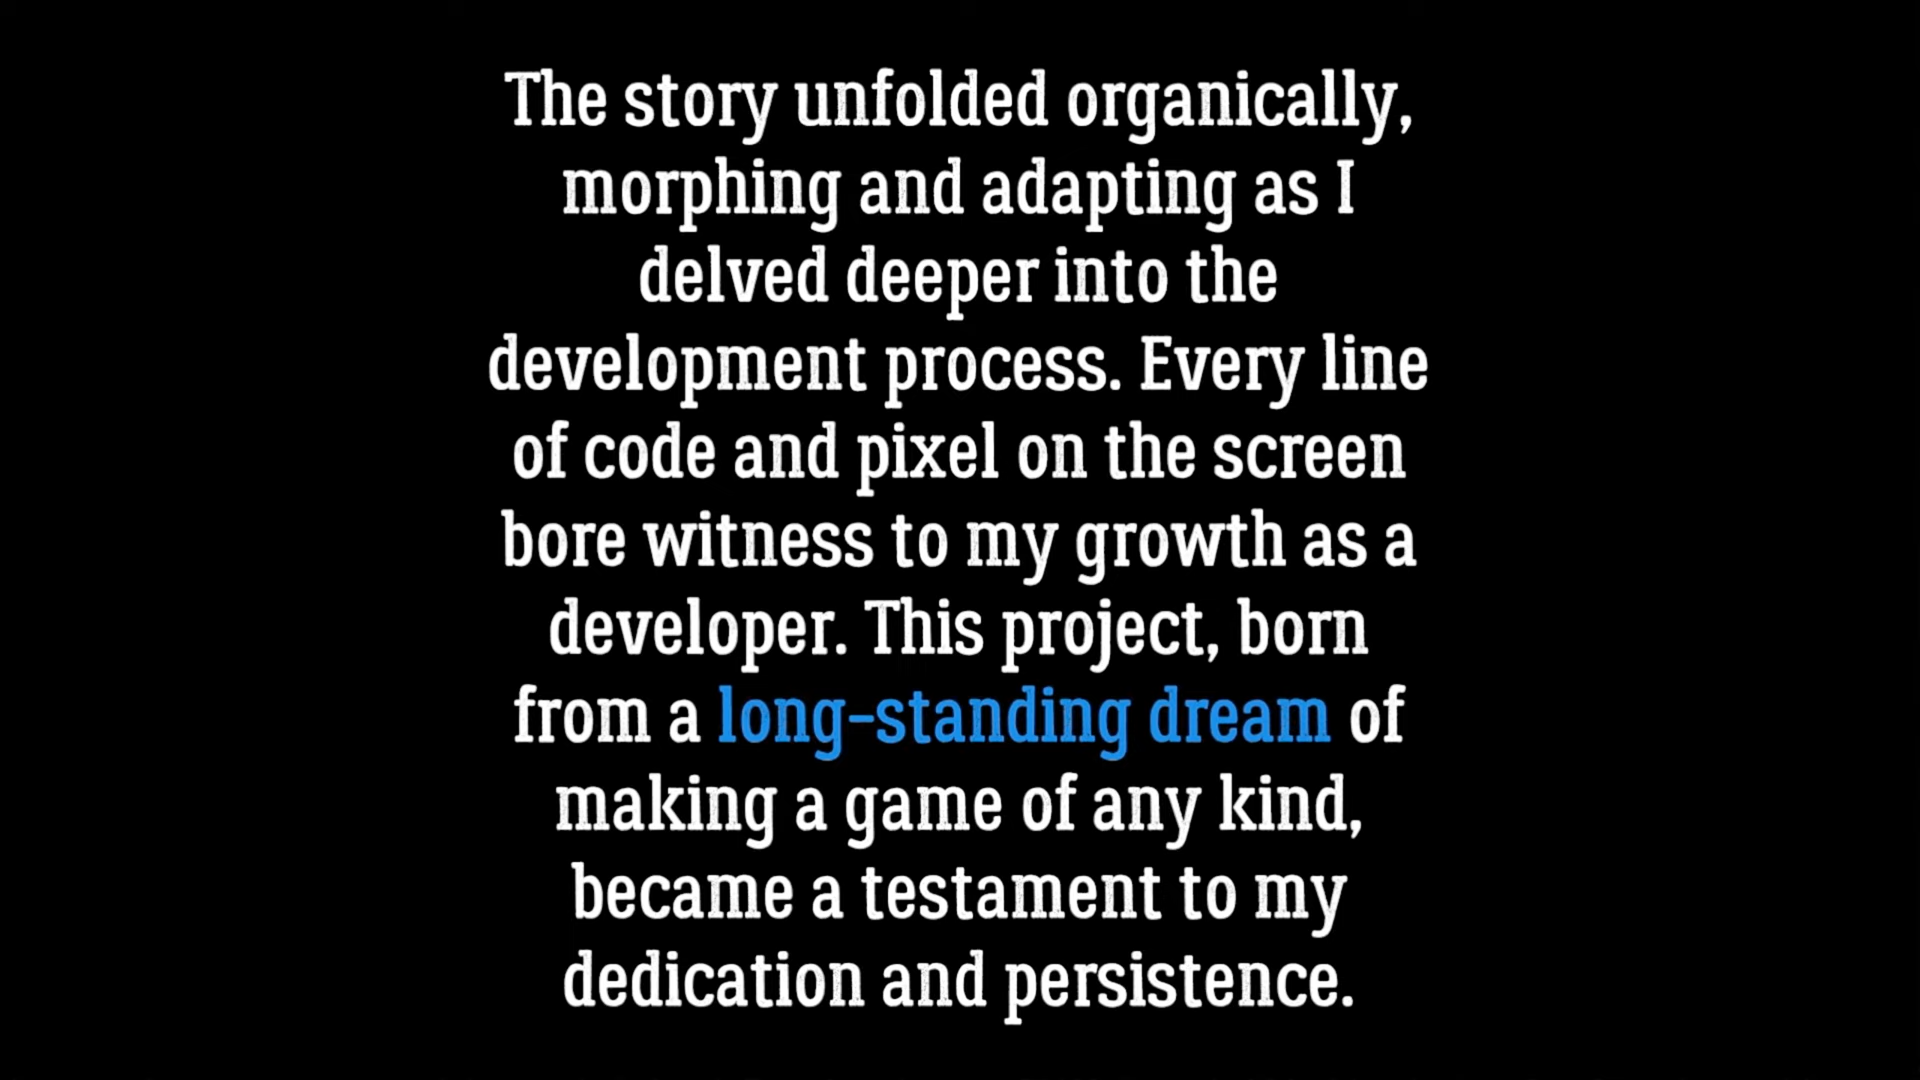 The story unfolded organically,
morphing and adapting as I
delved deeper into the
development process. Every line
of code and pixel on the screen
bore witness to my growth as a
developer. This project, born
from a long-standing dream of
making a game of any kind,
became a testament to my
dedication and persistence.